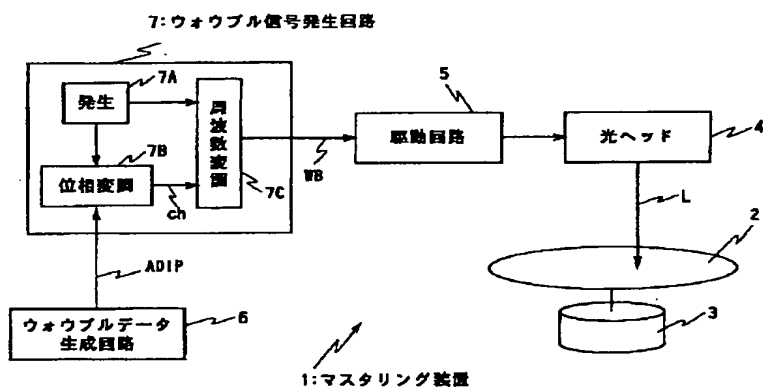 7:ウォウブル信号発生回路
7A
発生
7B
位相変調
周波数変調
7C
ch
WB
5
駆動回路
光ヘッド
4
L
2
3
ADIP
ウォウブルデータ
生成回路
6
1:マスタリング装置